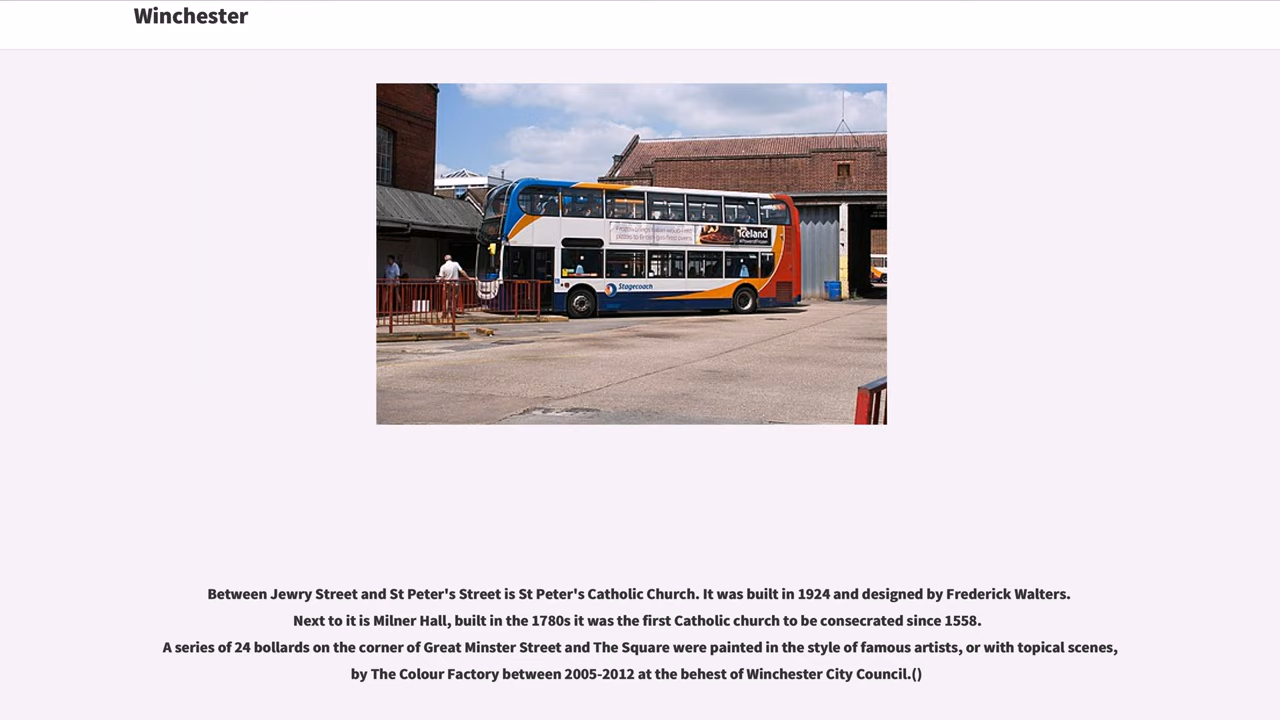 Winchester
Iceland
Stagecoach
Between Jewry Street and St Peter's Street is St Peter's Catholic Church. It was built in 1924 and designed by Frederick Walters.
Next to it is Milner Hall, built in the 1780s it was the first Catholic church to be consecrated since 1558.
A series of 24 bollards on the corner of Great Minster Street and The Square were painted in the style of famous artists, or with topical scenes,
by The Colour Factory between 2005-2012 at the behest of Winchester City Council.()